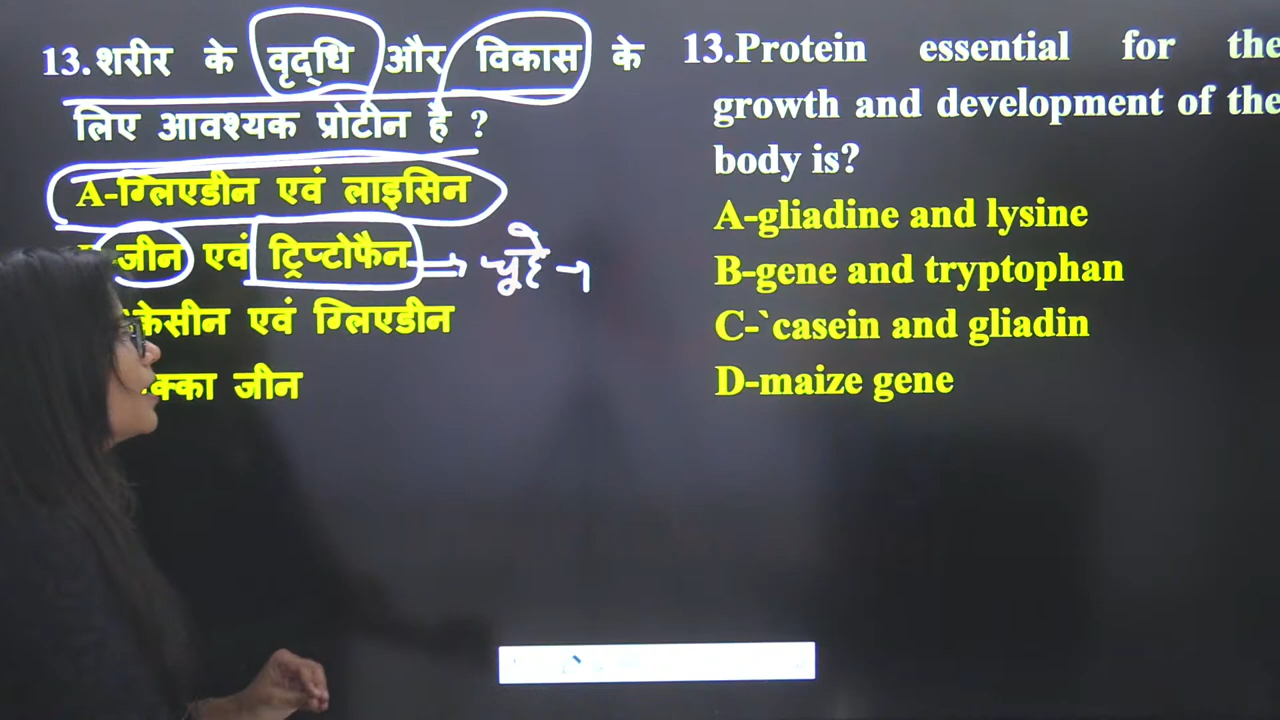 13.शरीर के वृद्धि और विकास के
लिए आवश्यक प्रोटीन है ?
A-ग्लिएडीन एवं लाइसिन
-जीन एवं ट्रिप्टोफैन
केसीन एवं ग्लिएडीन
क्का जीन
चूहे
13.Protein essential for the
growth and development of the
body is?
A-gliadine and lysine
B-gene and tryptophan
C-`casein and gliadin
D-maize gene